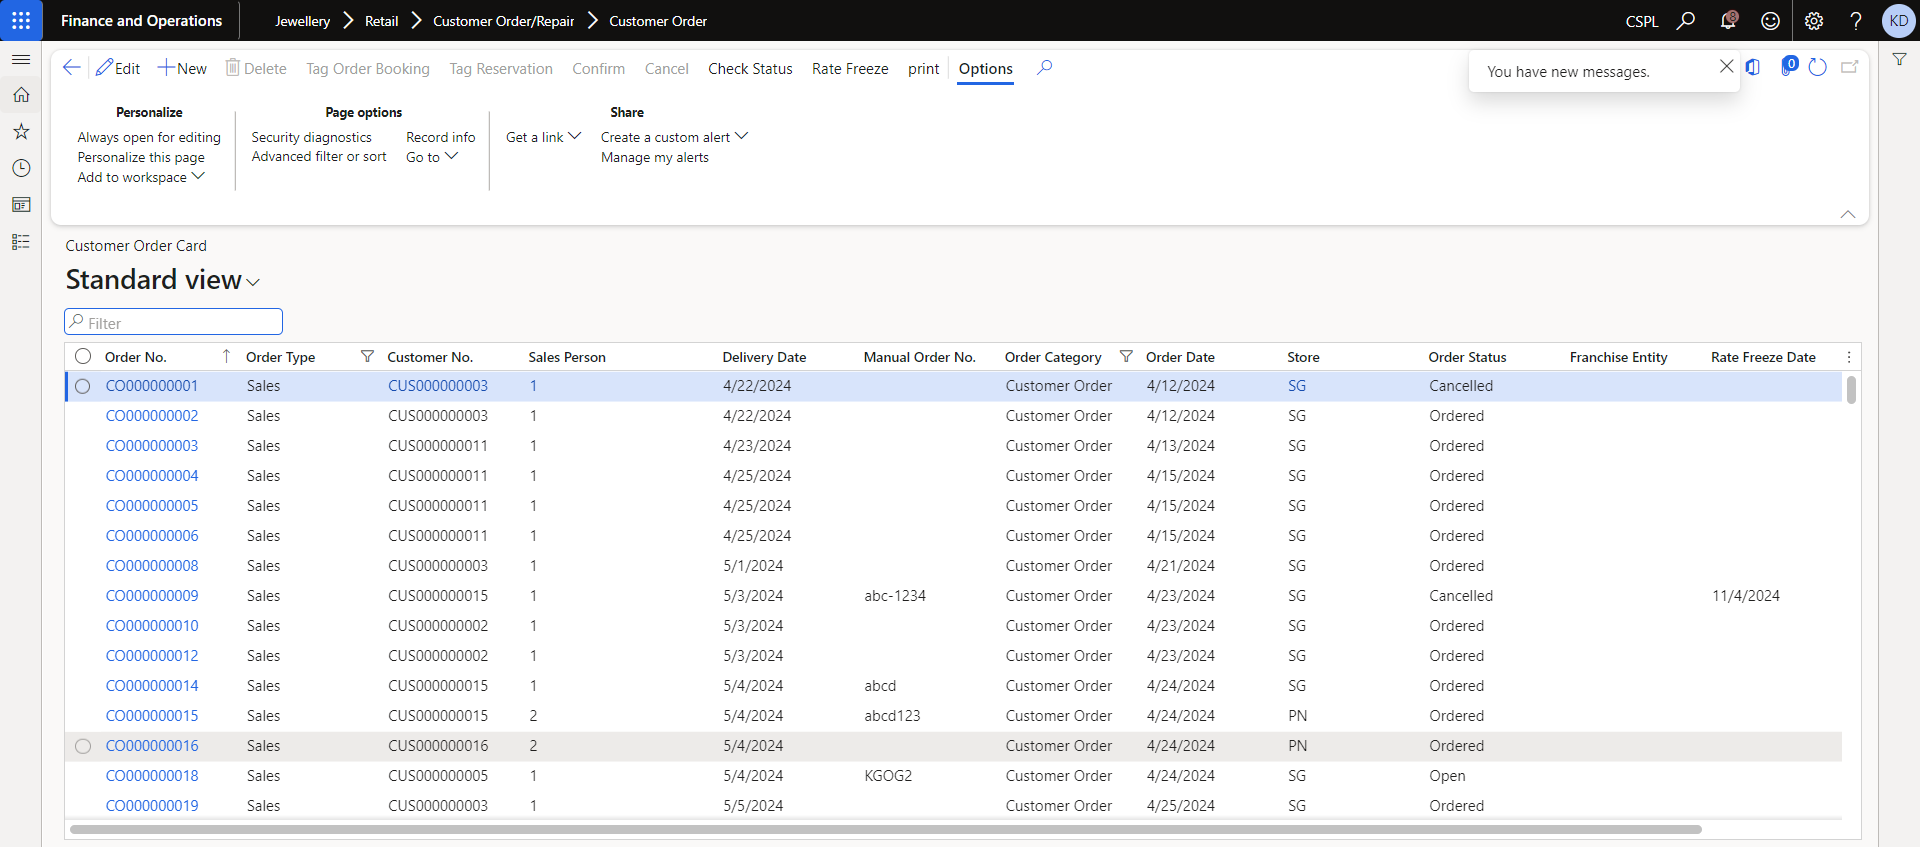 Finance and Operations Jewellery Retail Customer Order/Repair Customer Order CSPL 8 ? KD
Edit New Delete Tag Order Booking Tag Reservation Confirm Cancel Check Status Rate Freeze print Options You have new messages. 0
Personalize Page options Share
Always open for editing Security diagnostics Record info Get a link Create a custom alert
Personalize this page Advanced filter or sort Go to Manage my alerts
Add to workspace
Customer Order Card
Standard view
Filter
Order No. Order Type Customer No. Sales Person Delivery Date Manual Order No. Order Category Order Date Store Order Status Franchise Entity Rate Freeze Date
CO000000001 Sales CUS000000003 1 4/22/2024 Customer Order 4/12/2024 SG Cancelled
CO000000002 Sales CUS000000003 1 4/22/2024 Customer Order 4/12/2024 SG Ordered
CO000000003 Sales CUS000000011 1 4/23/2024 Customer Order 4/13/2024 SG Ordered
CO000000004 Sales CUS000000011 1 4/25/2024 Customer Order 4/15/2024 SG Ordered
CO000000005 Sales CUS000000011 1 4/25/2024 Customer Order 4/15/2024 SG Ordered
CO000000006 Sales CUS000000011 1 4/25/2024 Customer Order 4/15/2024 SG Ordered
CO000000008 Sales CUS000000003 1 5/1/2024 Customer Order 4/21/2024 SG Ordered
CO000000009 Sales CUS000000015 1 5/3/2024 abc-1234 Customer Order 4/23/2024 SG Cancelled 11/4/2024
CO000000010 Sales CUS000000002 1 5/3/2024 Customer Order 4/23/2024 SG Ordered
CO000000012 Sales CUS000000002 1 5/3/2024 Customer Order 4/23/2024 SG Ordered
CO000000014 Sales CUS000000015 1 5/4/2024 abcd Customer Order 4/24/2024 SG Ordered
CO000000015 Sales CUS000000015 2 5/4/2024 abcd123 Customer Order 4/24/2024 PN Ordered
CO000000016 Sales CUS000000016 2 5/4/2024 Customer Order 4/24/2024 PN Ordered
CO000000018 Sales CUS000000005 1 5/4/2024 KGOG2 Customer Order 4/24/2024 SG Open
CO000000019 Sales CUS000000003 1 5/5/2024 Customer Order 4/25/2024 SG Ordered